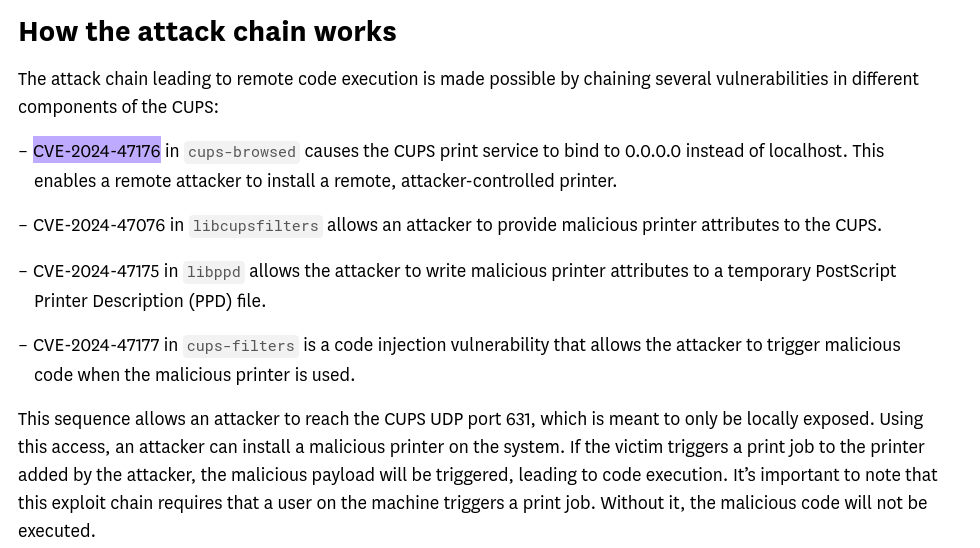 How the attack chain works
The attack chain leading to remote code execution is made possible by chaining several vulnerabilities in different
components of the CUPS:
– CVE-2024-47176 in cups-browsed causes the CUPS print service to bind to 0.0.0.0 instead of localhost. This
enables a remote attacker to install a remote, attacker-controlled printer.
– CVE-2024-47076 in libcupsfilters allows an attacker to provide malicious printer attributes to the CUPS.
– CVE-2024-47175 in libppd allows the attacker to write malicious printer attributes to a temporary PostScript
Printer Description (PPD) file.
– CVE-2024-47177 in cups-filters is a code injection vulnerability that allows the attacker to trigger malicious
code when the malicious printer is used.
This sequence allows an attacker to reach the CUPS UDP port 631, which is meant to only be locally exposed. Using
this access, an attacker can install a malicious printer on the system. If the victim triggers a print job to the printer
added by the attacker, the malicious payload will be triggered, leading to code execution. It’s important to note that
this exploit chain requires that a user on the machine triggers a print job. Without it, the malicious code will not be
executed.